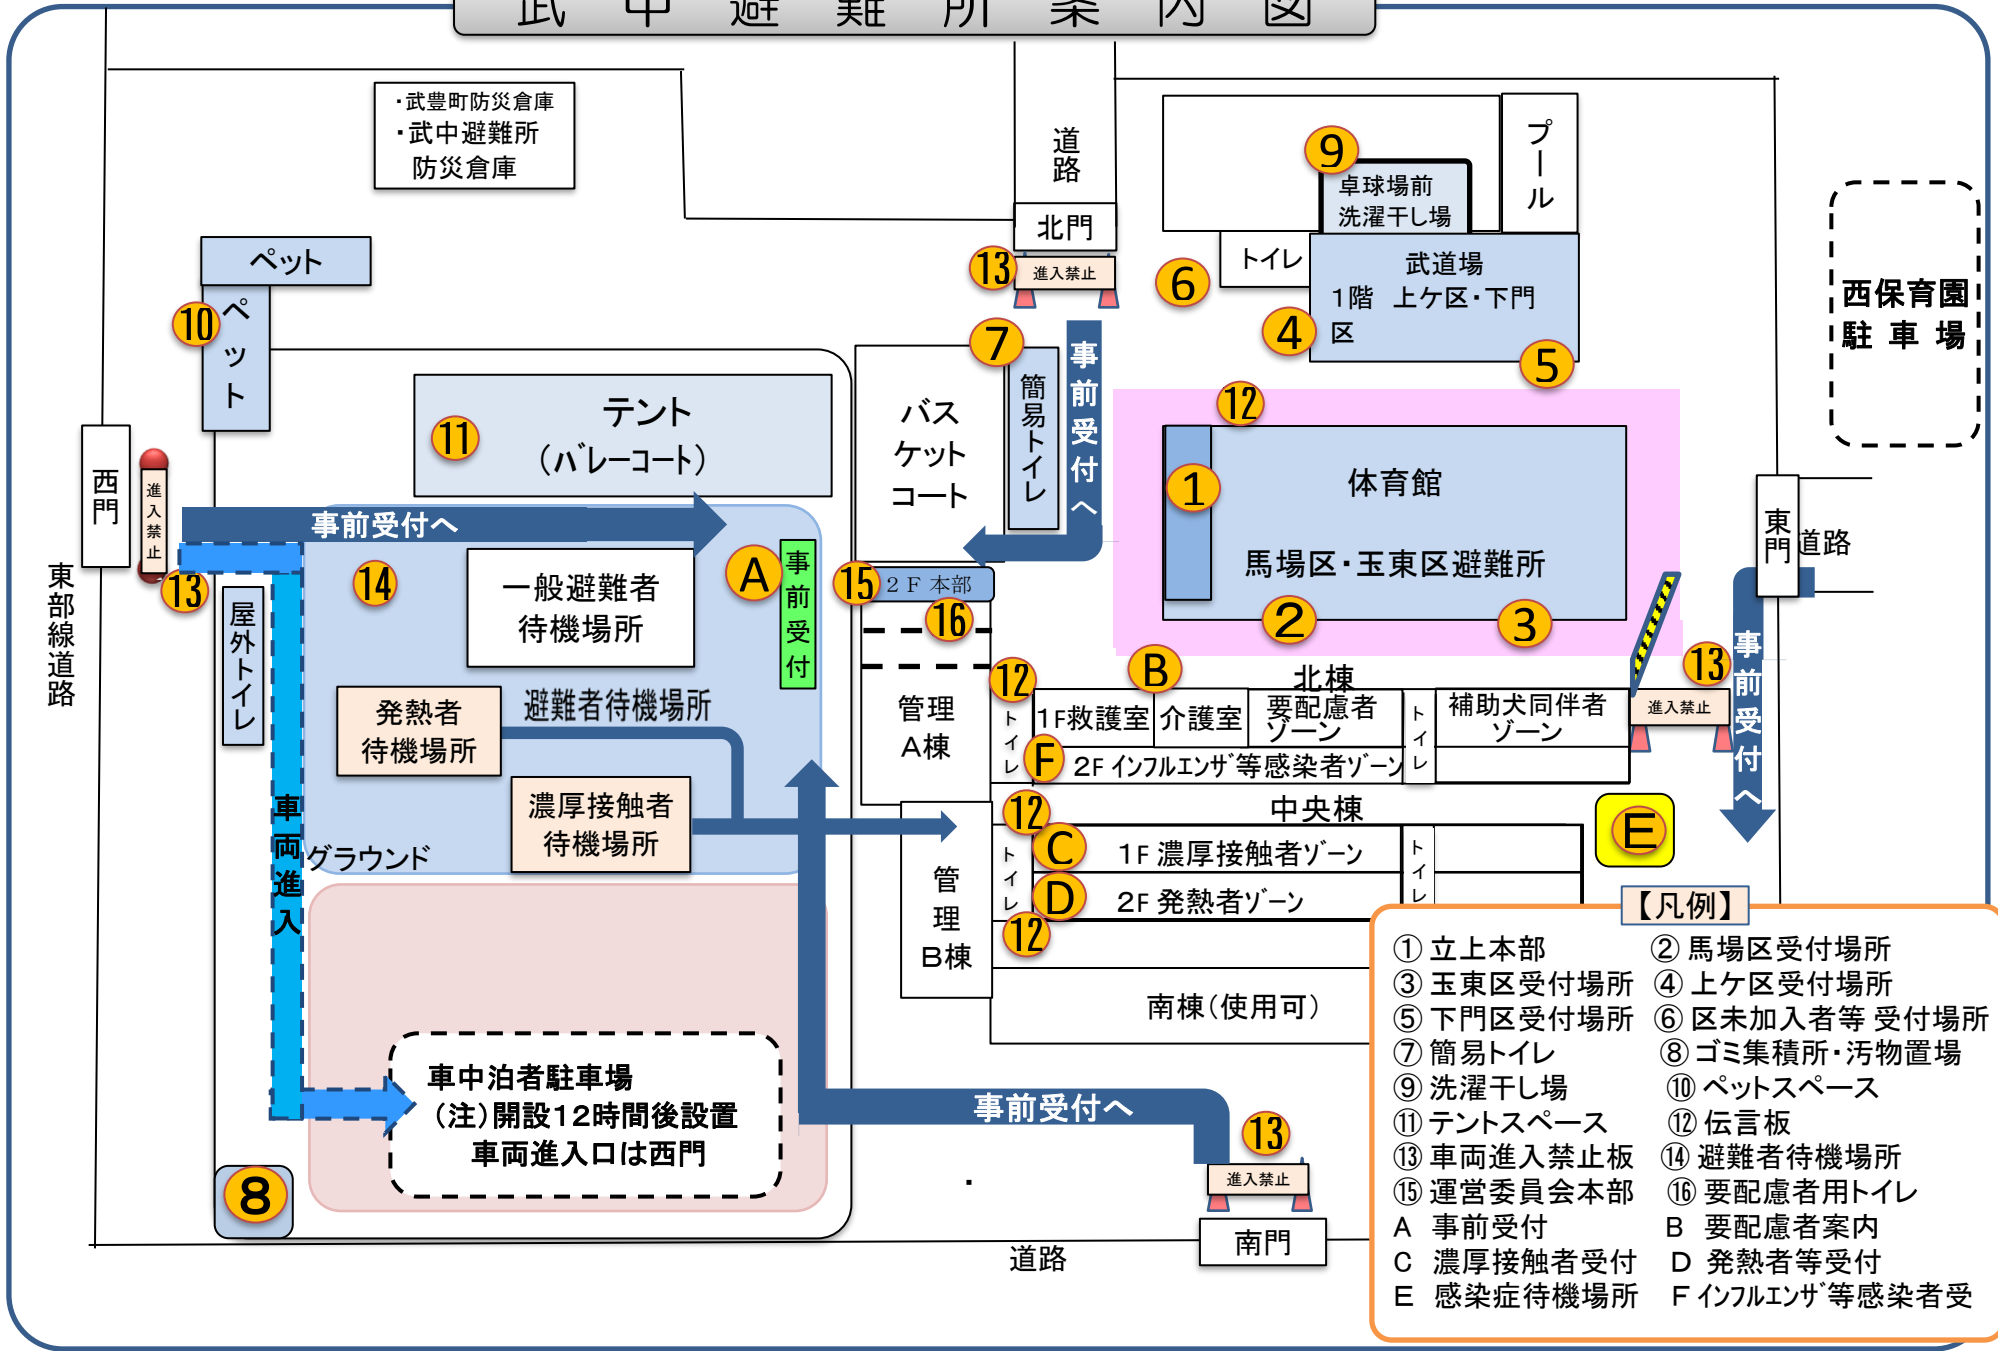 武中避難所案内図
・武豊町防災倉庫
・武中避難所
防災倉庫
道路
北門
13
進入禁止
プール
9
卓球場前
洗濯干し場
トイレ
6
武道場
1階 上ケ区・下門
区
4
5
西保育園
駐車場
ペット
10
ペット
11
テント
(バレーコート)
バス
ケット
コート
7
簡易トイレ
事前受付へ
12
1
体育館
馬場区・玉東区避難所
2
3
西門
進入禁止
13
東部線道路
事前受付へ
14
一般避難者
待機場所
A
事前受付
屋外トイレ
発熱者
待機場所
避難者待機場所
濃厚接触者
待機場所
グラウンド
車両進入
15
2F本部
16
管理
A棟
管理
B棟
東門
道路
13
進入禁止
事前受付へ
12
B
北棟
トイレ
1F救護室
介護室
要配慮者
ゾーン
トイレ
補助犬同伴者
ゾーン
F
2F インフルエンザ等感染者ゾーン
12
中央棟
トイレ
C
1F 濃厚接触者ゾーン
トイレ
D
2F 発熱者ゾーン
12
E
南棟(使用可)
車中泊者駐車場
(注)開設12時間後設置
車両進入口は西門
8
事前受付へ
13
進入禁止
南門
道路
【凡例】
① 立上本部 ② 馬場区受付場所
③ 玉東区受付場所 ④ 上ケ区受付場所
⑤ 下門区受付場所 ⑥ 区未加入者等 受付場所
⑦ 簡易トイレ ⑧ ゴミ集積所・汚物置場
⑨ 洗濯干し場 ⑩ ペットスペース
⑪ テントスペース ⑫ 伝言板
⑬ 車両進入禁止板 ⑭ 避難者待機場所
⑮ 運営委員会本部 ⑯ 要配慮者用トイレ
A 事前受付 B 要配慮者案内
C 濃厚接触者受付 D 発熱者等受付
E 感染症待機場所 F インフルエンザ等感染者受